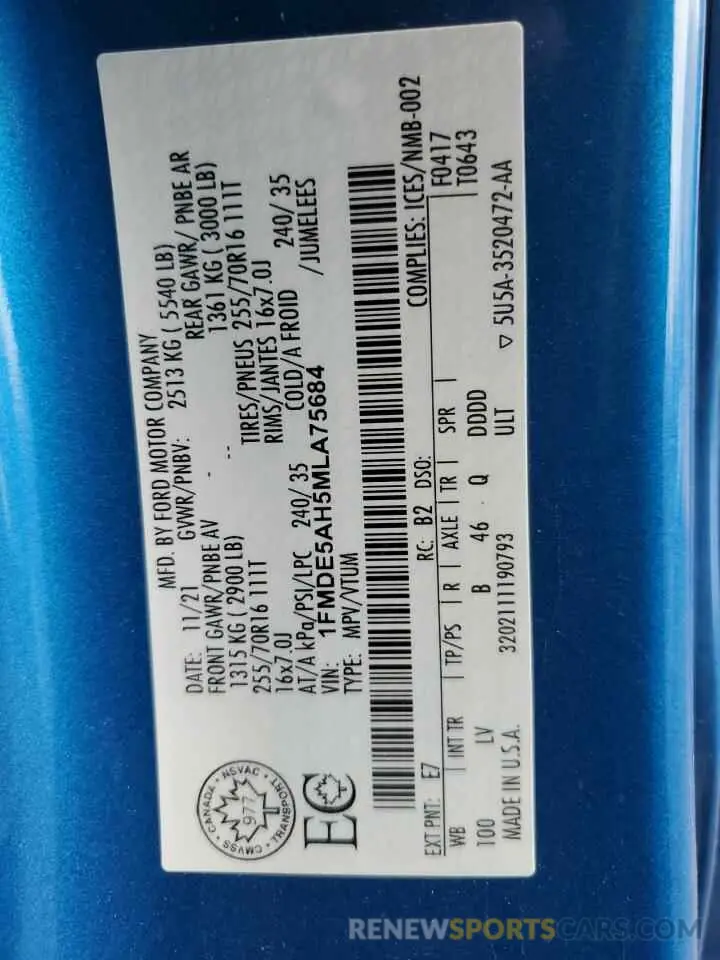 MFD. BY FORD MOTOR COMPANY
DATE: 11/21 GVWR/PNBV: 2513 KG ( 5540 LB)
FRONT GAWR/PNBE AV - REAR GAWR/ PNBE AR
1315 KG ( 2900 LB) -- 1361 KG ( 3000 LB)
255/70R16 111T TIRES/PNEUS 255/70R16 111T
16x7.0J RIMS/JANTES 16x7.0J
AT/A kPa/PSI/LPC 240/ 35 COLD/A FROID 240/ 35
VIN: 1FMDE5AH5MLA75684 /JUMELEES
TYPE: MPV/VTUM
CANADA • NSVAC • TRANSPORT • CMVSS
977
EC
COMPLIES: ICES/NMB-002
EXT PNT: E7 RC: B2 DSO: F0417
WB INT TR TP/PS R AXLE TR SPR T0643
100 LV B 46 Q DDDD
MADE IN U.S.A. 3202111190793 ULT ▽ 5U5A-3520472-AA
RENEWSPORTSCARS.COM